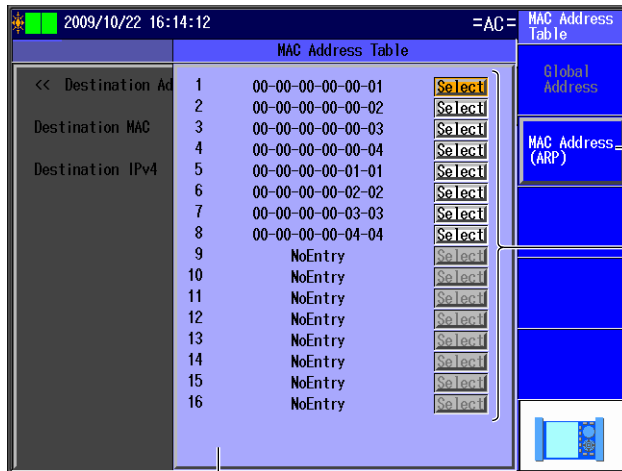 2009/10/22 16:14:12 =AC= MAC Address Table
MAC Address Table
<< Destination Ad
Destination MAC
Destination IPv4
1 00-00-00-00-00-01 Select
2 00-00-00-00-00-02 Select
3 00-00-00-00-00-03 Select
4 00-00-00-00-00-04 Select
5 00-00-00-00-01-01 Select
6 00-00-00-00-02-02 Select
7 00-00-00-00-03-03 Select
8 00-00-00-00-04-04 Select
9 NoEntry Select
10 NoEntry Select
11 NoEntry Select
12 NoEntry Select
13 NoEntry Select
14 NoEntry Select
15 NoEntry Select
16 NoEntry Select
Global
Address
MAC Address
(ARP)